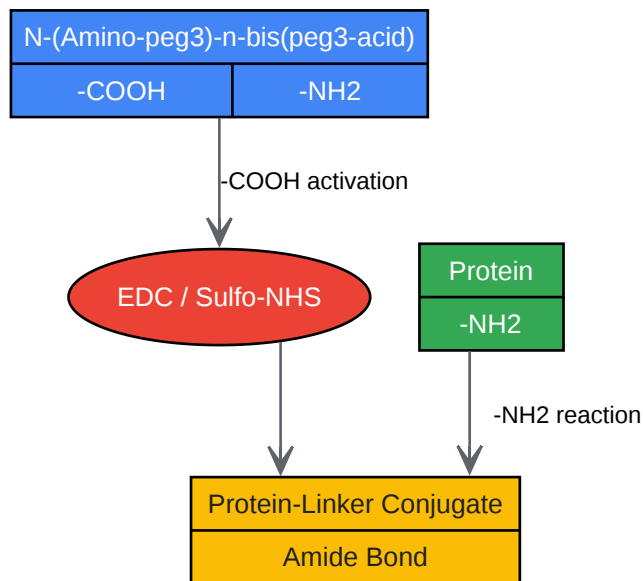 N-(Amino-peg3)-n-bis(peg3-acid)
-COOH
-NH2
-COOH activation
EDC / Sulfo-NHS
Protein
-NH2
-NH2 reaction
Protein-Linker Conjugate
Amide Bond